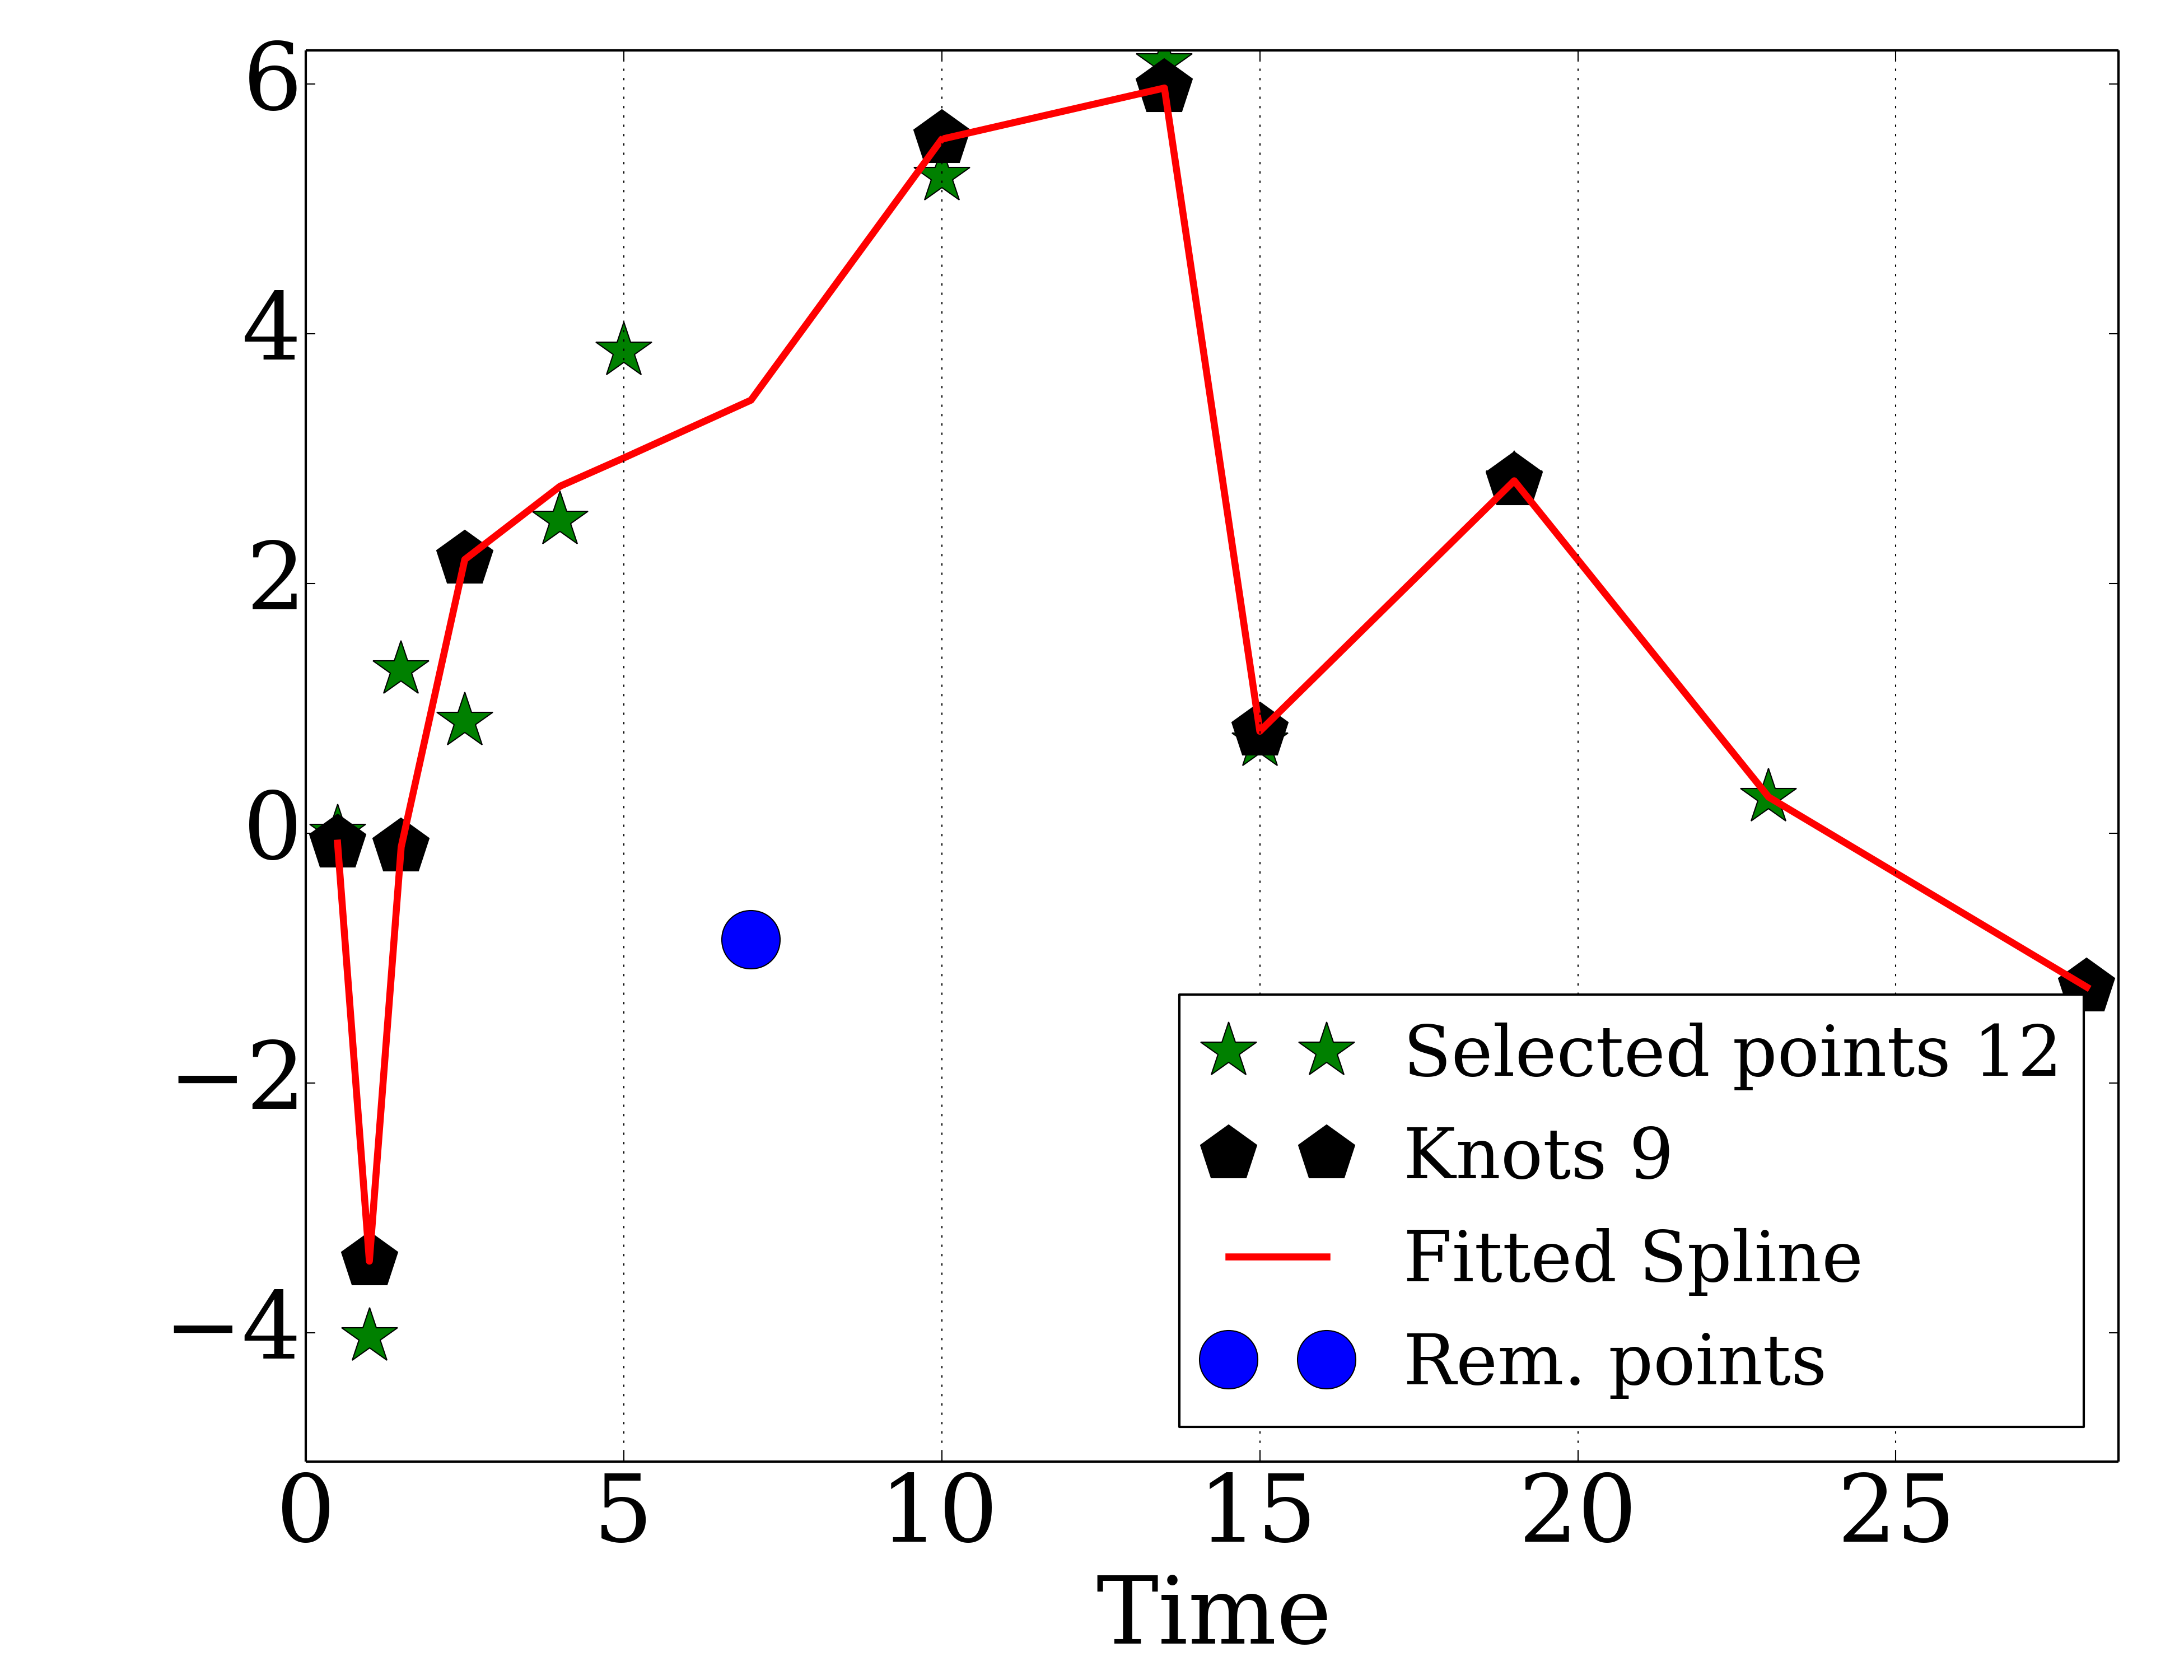 6
4
2
0
−2
−4
Selected points 12
Knots 9
Fitted Spline
Rem. points
0 5 10 15 20 25
Time